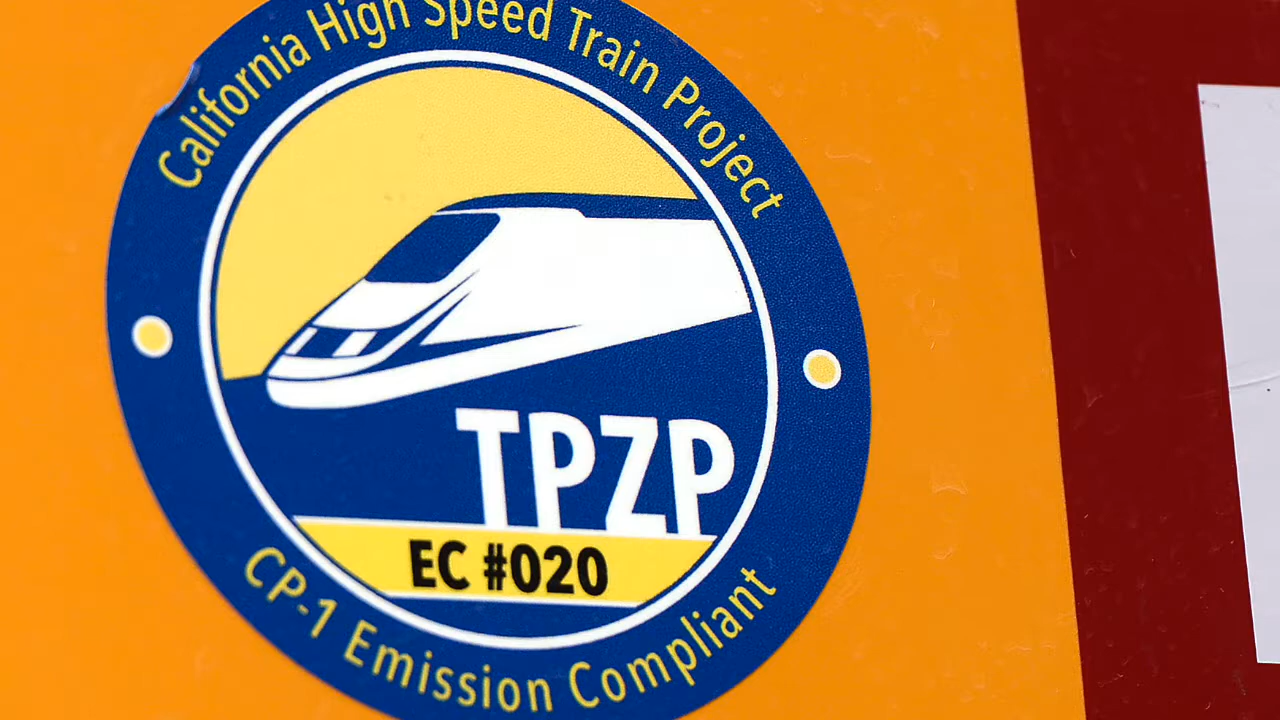 California High Speed Train Project
TPZP
EC #020
CP-1 Emission Compliant